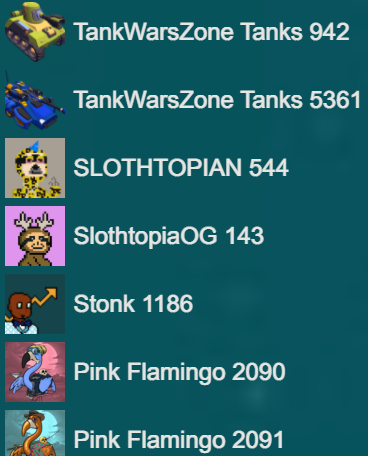 TankWarsZone Tanks 942
TankWarsZone Tanks 5361
SLOTHTOPIAN 544
SlothtopiaOG 143
Stonk 1186
Pink Flamingo 2090
Pink Flamingo 2091